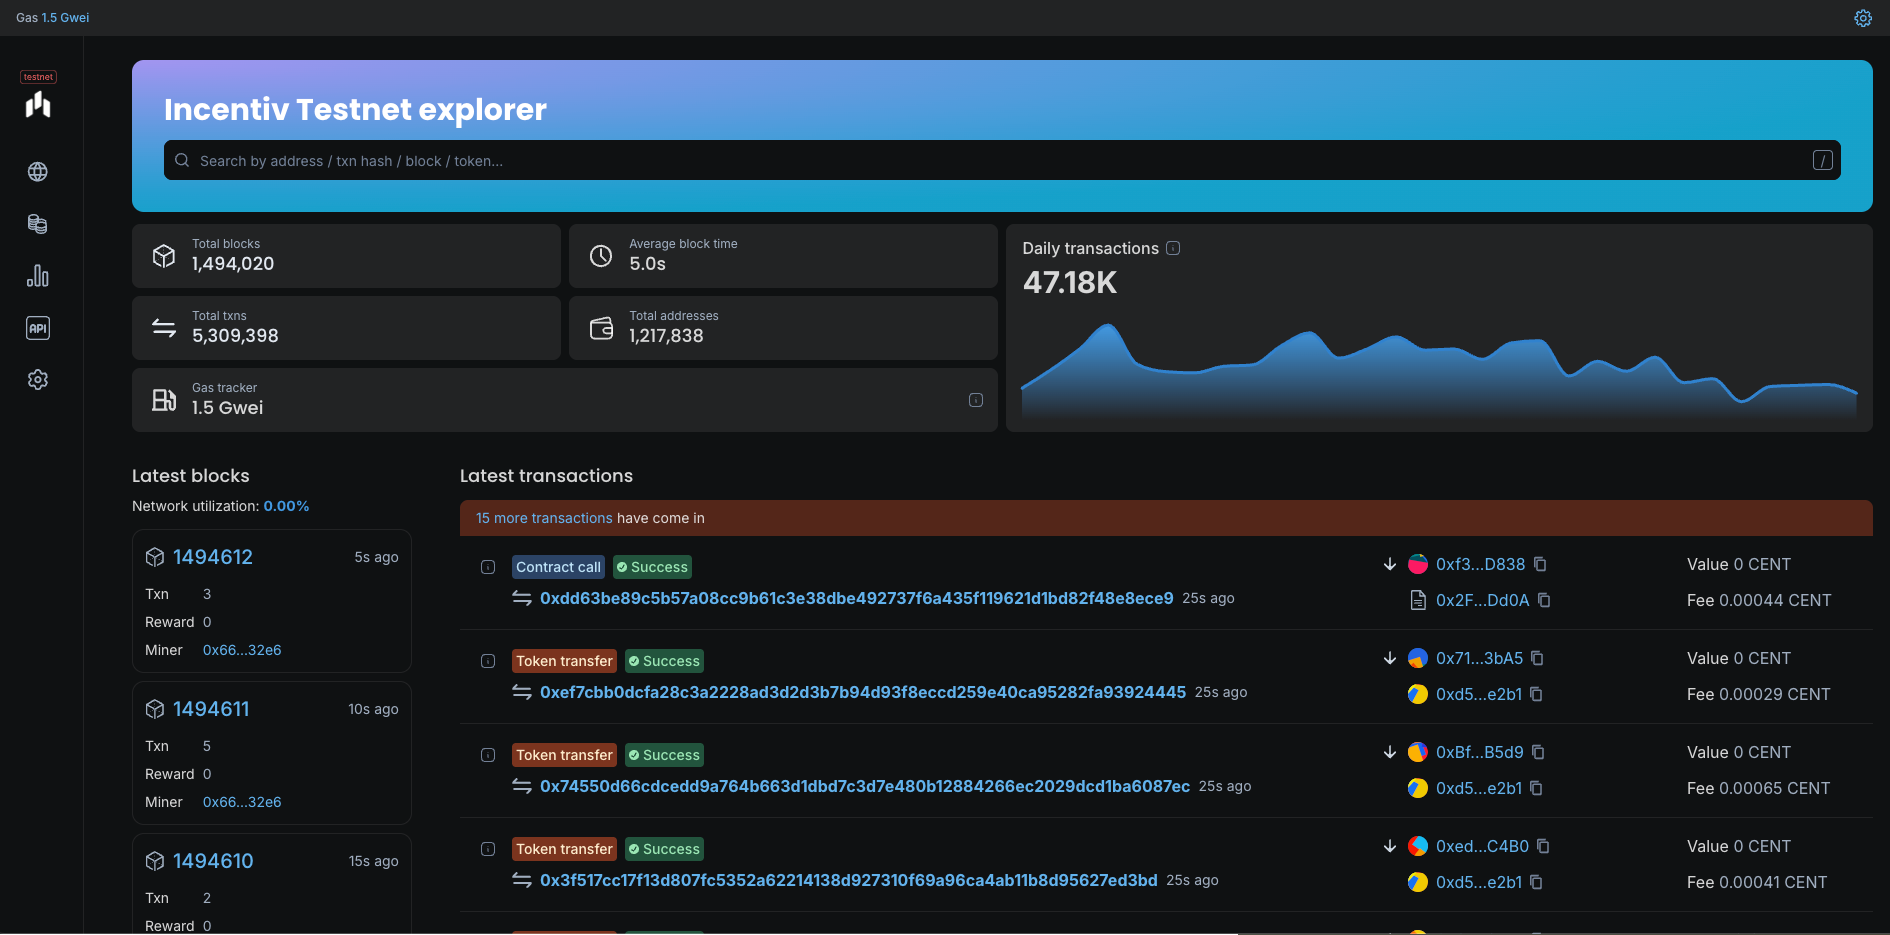 Gas 1.5 Gwei
testnet
Incentiv Testnet explorer
Search by address / txn hash / block / token...
/
Total blocks
1,494,020
Average block time
5.0s
Total txns
5,309,398
Total addresses
1,217,838
Gas tracker
1.5 Gwei
Daily transactions
47.18K
API
Latest blocks
Network utilization: 0.00%
1494612 5s ago
Txn 3
Reward 0
Miner 0x66...32e6
1494611 10s ago
Txn 5
Reward 0
Miner 0x66...32e6
1494610 15s ago
Txn 2
Reward 0
Latest transactions
15 more transactions have come in
Contract call Success
0xdd63be89c5b57a08cc9b61c3e38dbe492737f6a435f119621d1bd82f48e8ece9 25s ago
0xf3...D838
0x2F...Dd0A
Value 0 CENT
Fee 0.00044 CENT
Token transfer Success
0xef7cbb0dcfa28c3a2228ad3d2d3b7b94d93f8eccd259e40ca95282fa93924445 25s ago
0x71...3bA5
0xd5...e2b1
Value 0 CENT
Fee 0.00029 CENT
Token transfer Success
0x74550d66cdcedd9a764b663d1dbd7c3d7e480b12884266ec2029dcd1ba6087ec 25s ago
0xBf...B5d9
0xd5...e2b1
Value 0 CENT
Fee 0.00065 CENT
Token transfer Success
0x3f517cc17f13d807fc5352a62214138d927310f69a96ca4ab11b8d95627ed3bd 25s ago
0xed...C4B0
0xd5...e2b1
Value 0 CENT
Fee 0.00041 CENT